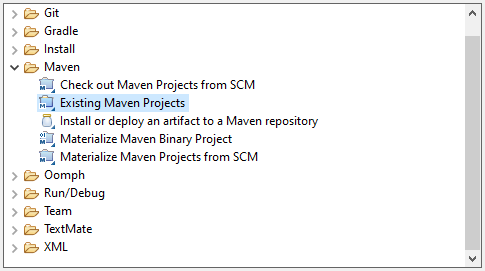 Git
Gradle
Install
Maven
Check out Maven Projects from SCM
Existing Maven Projects
Install or deploy an artifact to a Maven repository
Materialize Maven Binary Project
Materialize Maven Projects from SCM
Oomph
Run/Debug
Team
TextMate
XML